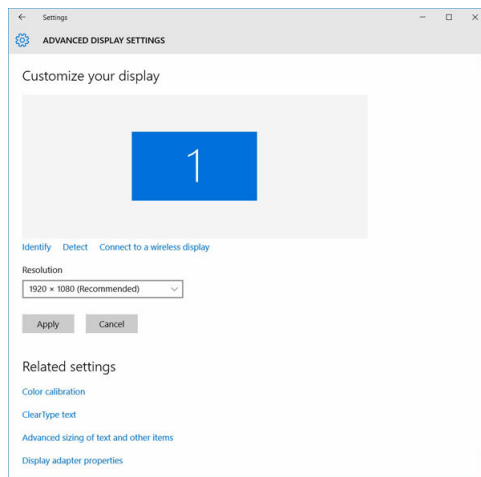 Settings
ADVANCED DISPLAY SETTINGS
Customize your display
1
Identify Detect Connect to a wireless display
Resolution
1920 × 1080 (Recommended)
Apply Cancel
Related settings
Color calibration
ClearType text
Advanced sizing of text and other items
Display adapter properties